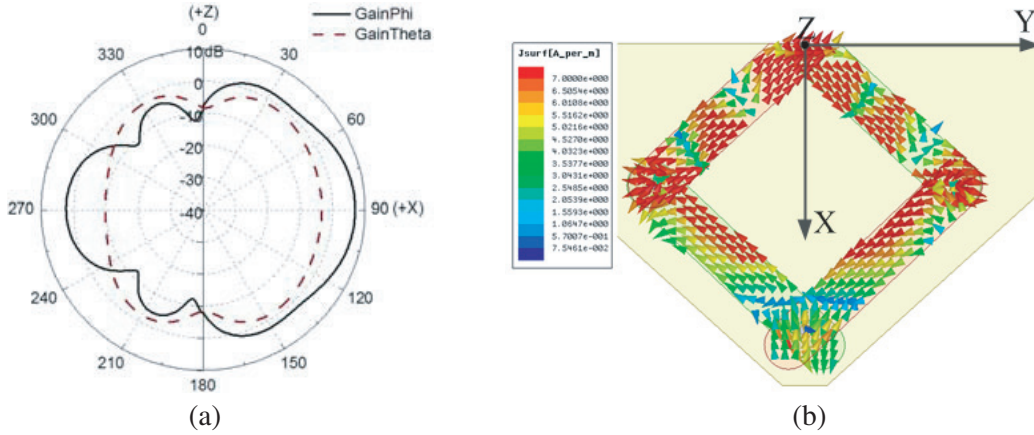 (+Z)
0
GainPhi
GainTheta
330
30
10dB
0
-10
-20
-30
-40
300
60
270
90 (+X)
240
120
210
150
180
(a)
Jsurf[A_per_m]
7.0000e+000
6.5054e+000
6.0108e+000
5.5162e+000
5.0216e+000
4.5270e+000
4.0323e+000
3.5377e+000
3.0431e+000
2.5485e+000
2.0539e+000
1.5593e+000
1.0647e+000
5.7007e-001
7.5461e-002
Z
Y
X
(b)